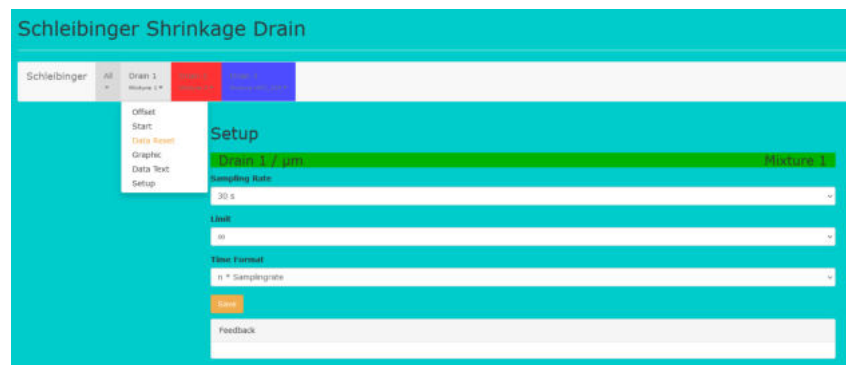 Schleibinger Shrinkage Drain
Schleibinger
All
Drain 1
Mixture 1
Offset
Start
Data Reset
Graphic
Data Text
Setup
Setup
Drain 1 / µm Mixture 1
Sampling Rate
30 s
Limit
∞
Time Format
n * Samplingrate
Save
Feedback